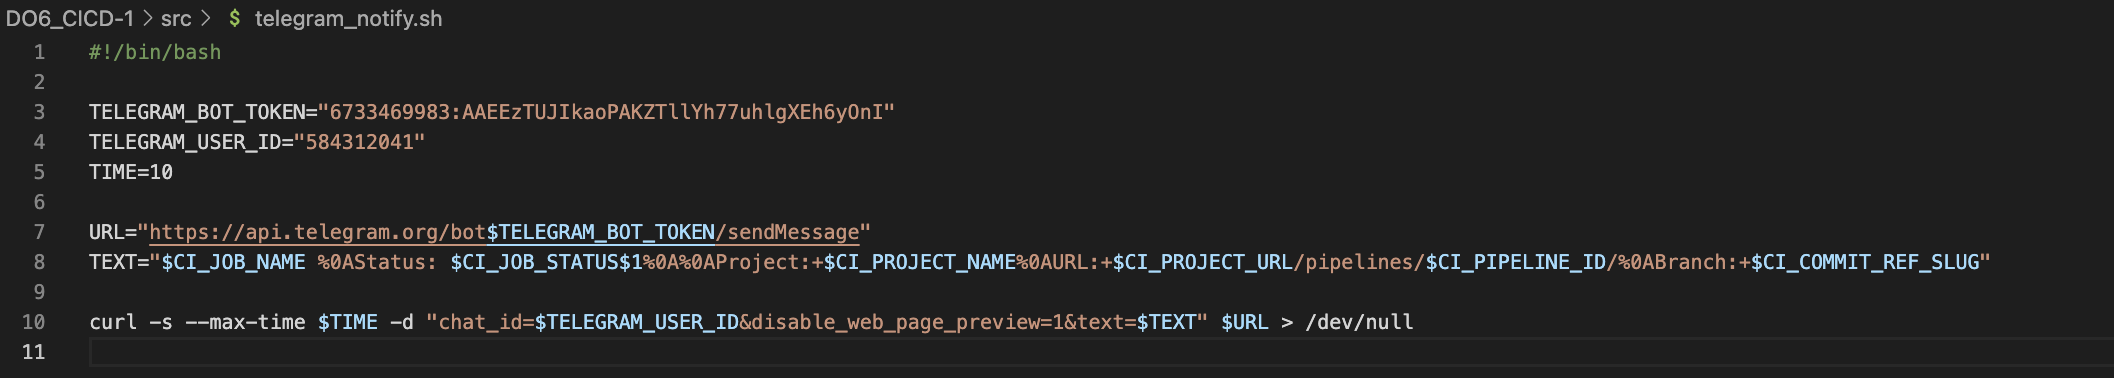 DO6_CICD-1 > src > $ telegram_notify.sh
1 #!/bin/bash
2
3 TELEGRAM_BOT_TOKEN="6733469983:AAEEzTUJIkaoPAKZTllYh77uhlgXEh6yOnI"
4 TELEGRAM_USER_ID="584312041"
5 TIME=10
6
7 URL="https://api.telegram.org/bot$TELEGRAM_BOT_TOKEN/sendMessage"
8 TEXT="$CI_JOB_NAME %0AStatus: $CI_JOB_STATUS$1%0A%0AProject:+$CI_PROJECT_NAME%0AURL:+$CI_PROJECT_URL/pipelines/$CI_PIPELINE_ID/%0ABranch:+$CI_COMMIT_REF_SLUG"
9
10 curl -s --max-time $TIME -d "chat_id=$TELEGRAM_USER_ID&disable_web_page_preview=1&text=$TEXT" $URL > /dev/null
11